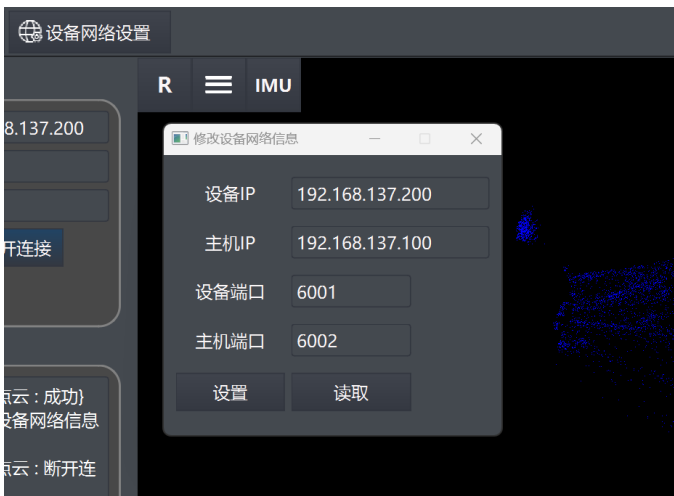 设备网络设置
R
IMU
8.137.200
开连接
修改设备网络信息
设备IP
192.168.137.200
主机IP
192.168.137.100
设备端口
6001
主机端口
6002
设置
读取
点云 : 成功}
设备网络信息
点云 : 断开连